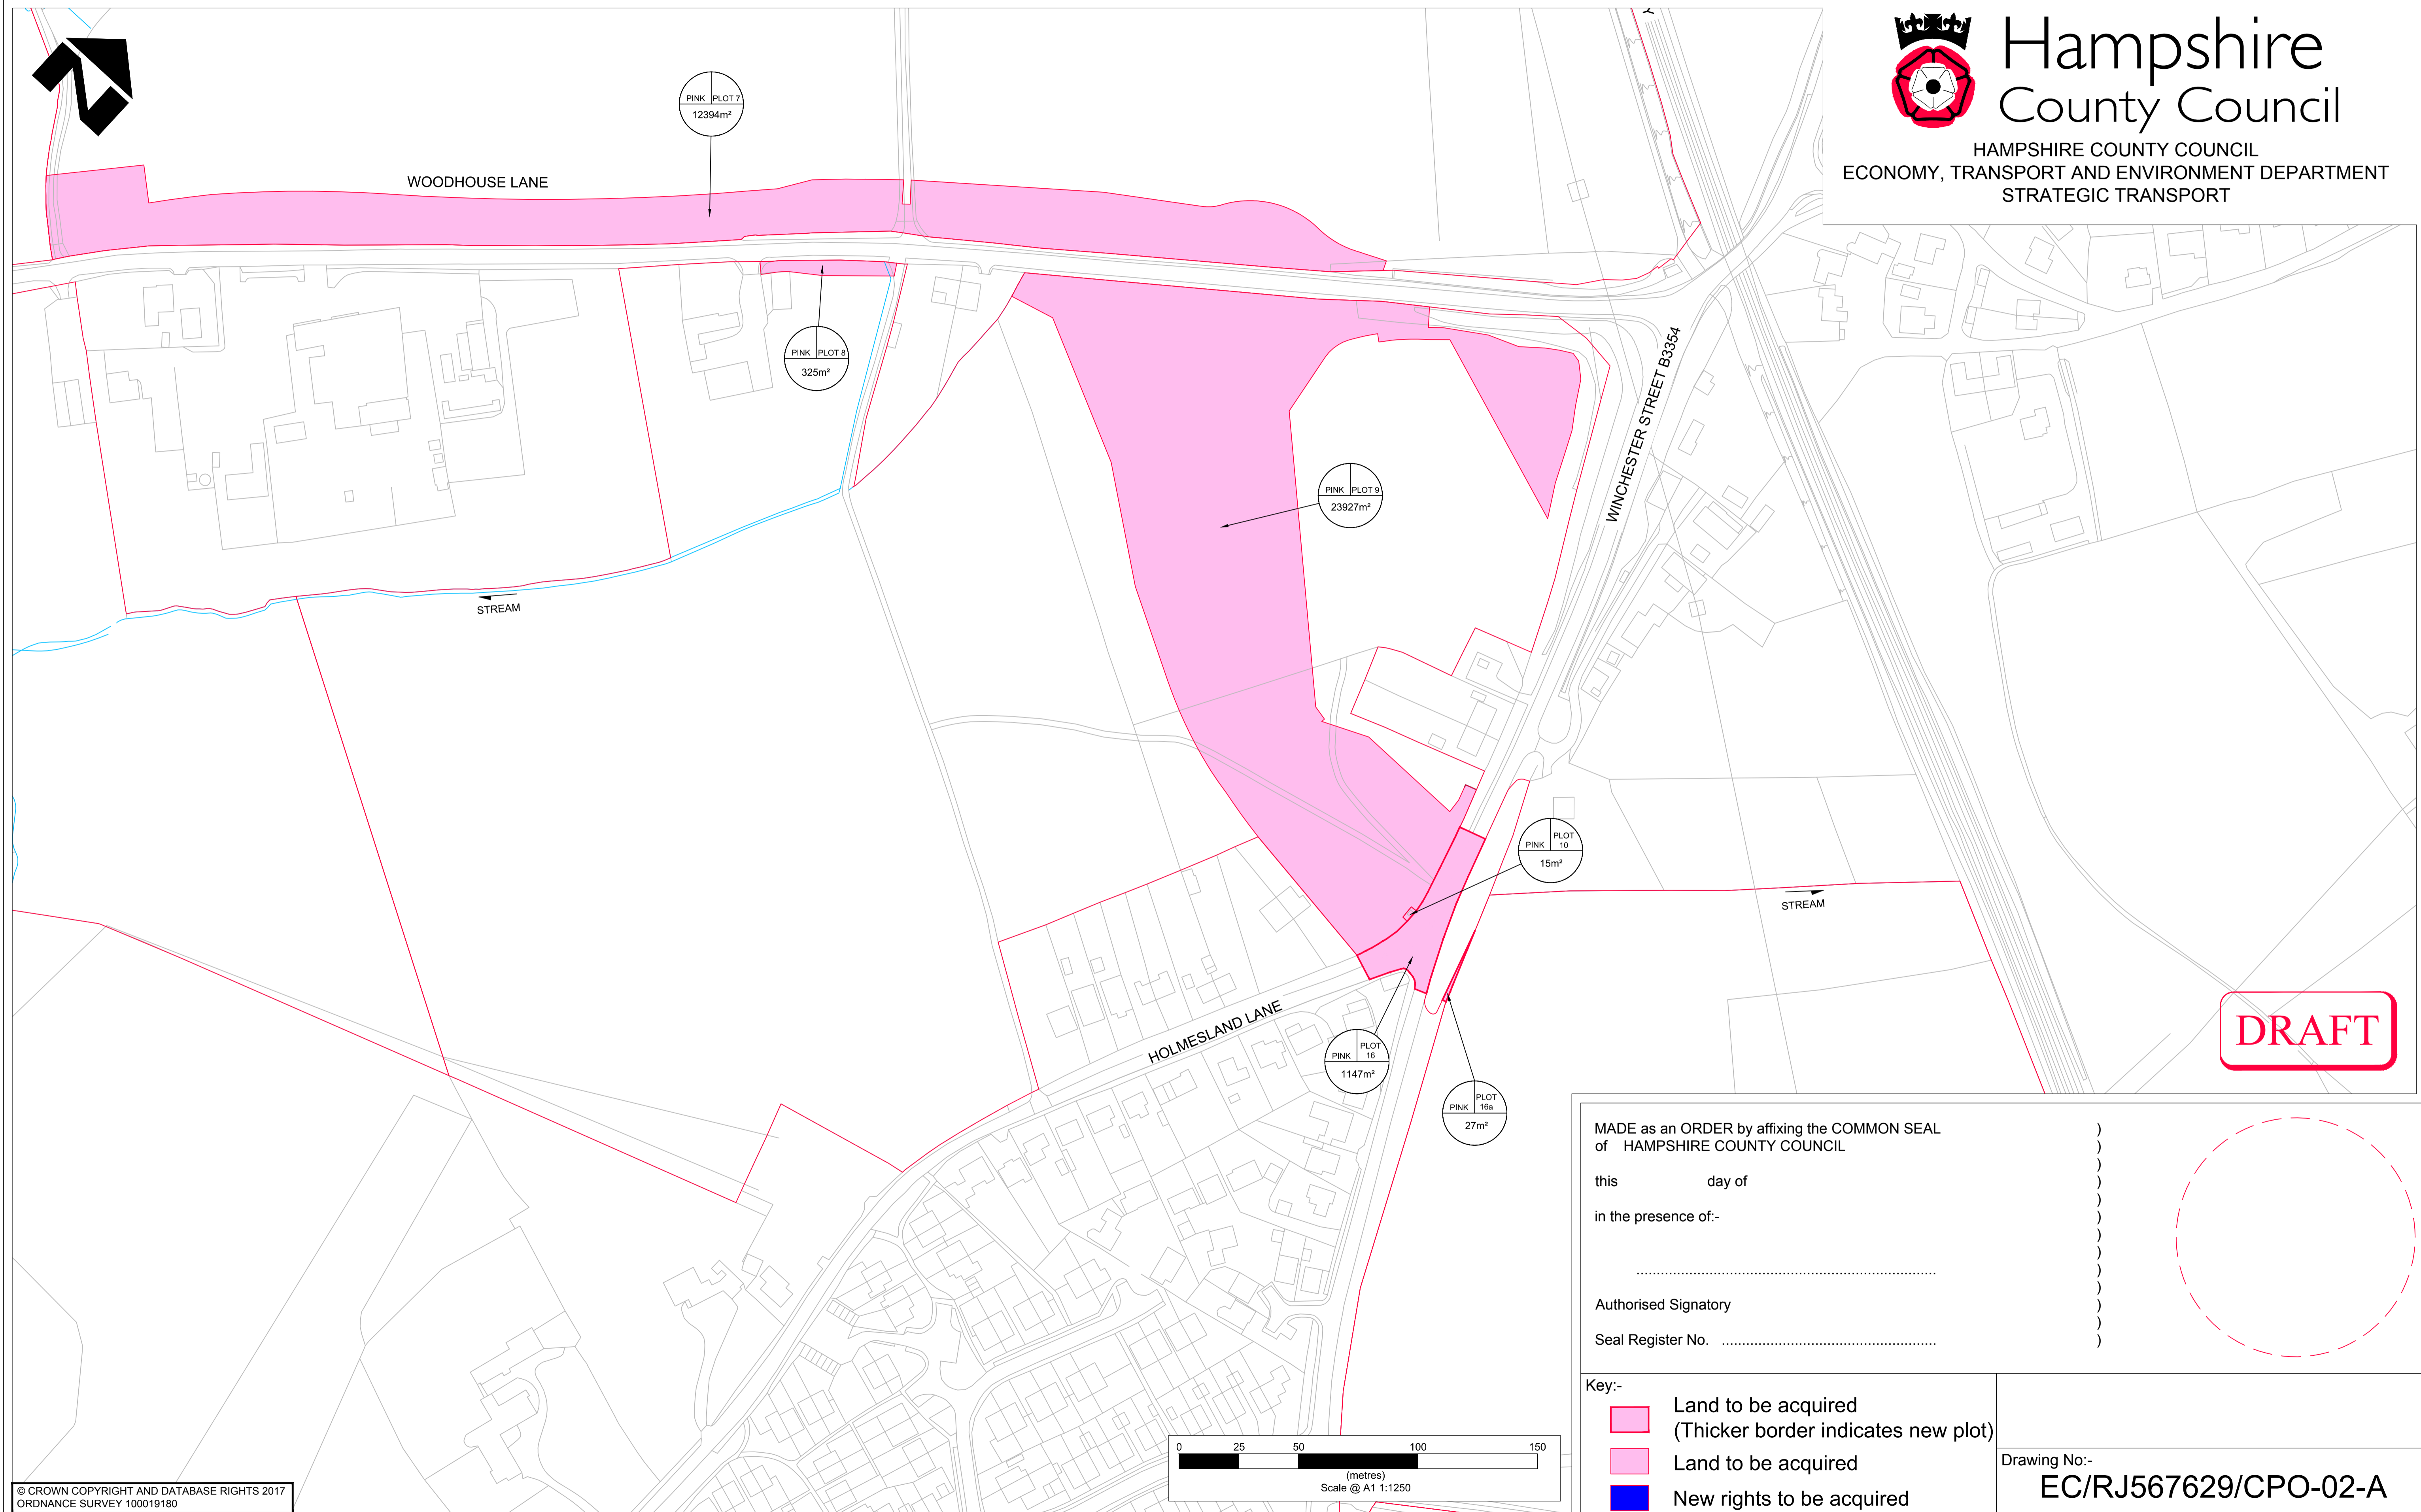 Hampshire
County Council
HAMPSHIRE COUNTY COUNCIL
ECONOMY, TRANSPORT AND ENVIRONMENT DEPARTMENT
STRATEGIC TRANSPORT
PINK PLOT 7
12394m²
WOODHOUSE LANE
PINK PLOT 8
325m²
WINCHESTER STREET B3354
PINK PLOT 9
23927m²
STREAM
PINK PLOT 10
15m²
STREAM
HOLMESLAND LANE
PINK PLOT 16
1147m²
PINK PLOT 16a
27m²
DRAFT
MADE as an ORDER by affixing the COMMON SEAL )
of HAMPSHIRE COUNTY COUNCIL )
)
this day of )
)
in the presence of:- )
)
)
.......................................................................... )
)
Authorised Signatory )
)
Seal Register No. ..................................................... )
Key:-
Land to be acquired
(Thicker border indicates new plot)
Land to be acquired
New rights to be acquired
Drawing No:-
EC/RJ567629/CPO-02-A
0 25 50 100 150
(metres)
Scale @ A1 1:1250
© CROWN COPYRIGHT AND DATABASE RIGHTS 2017
ORDNANCE SURVEY 100019180